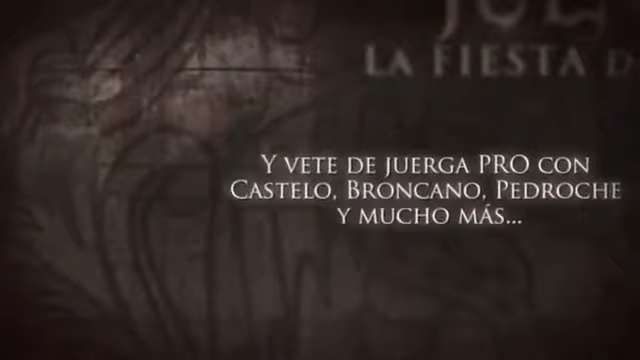 LA FIESTA D
Y VETE DE JUERGA PRO CON
CASTELO, BRONCANO, PEDROCHE
Y MUCHO MÁS...